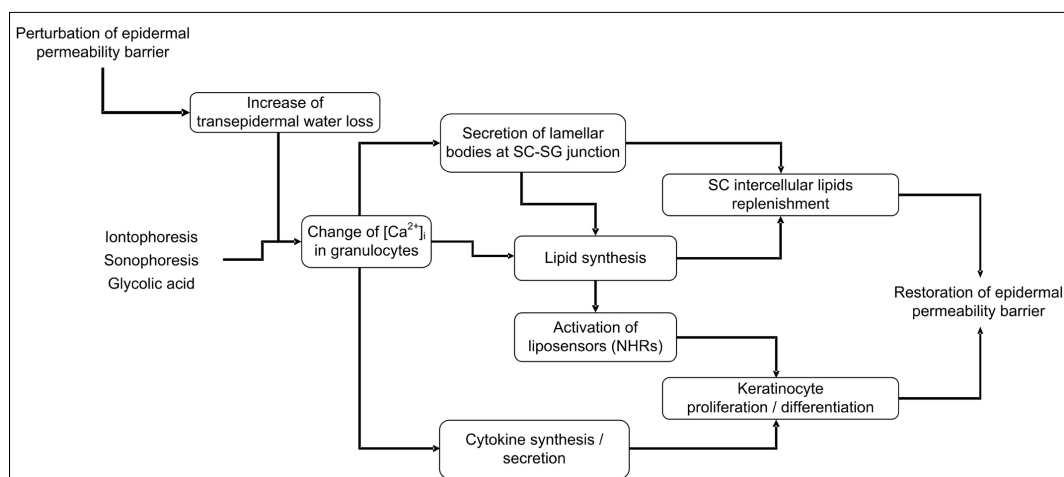 Perturbation of epidermal
permeability barrier
Increase of
transepidermal water loss
Secretion of lamellar
bodies at SC-SG junction
SC intercellular lipids
replenishment
Iontophoresis
Sonophoresis
Glycolic acid
Change of [Ca²⁺]ᵢ
in granulocytes
Lipid synthesis
Restoration of epidermal
permeability barrier
Activation of
liposensors (NHRs)
Keratinocyte
proliferation / differentiation
Cytokine synthesis /
secretion